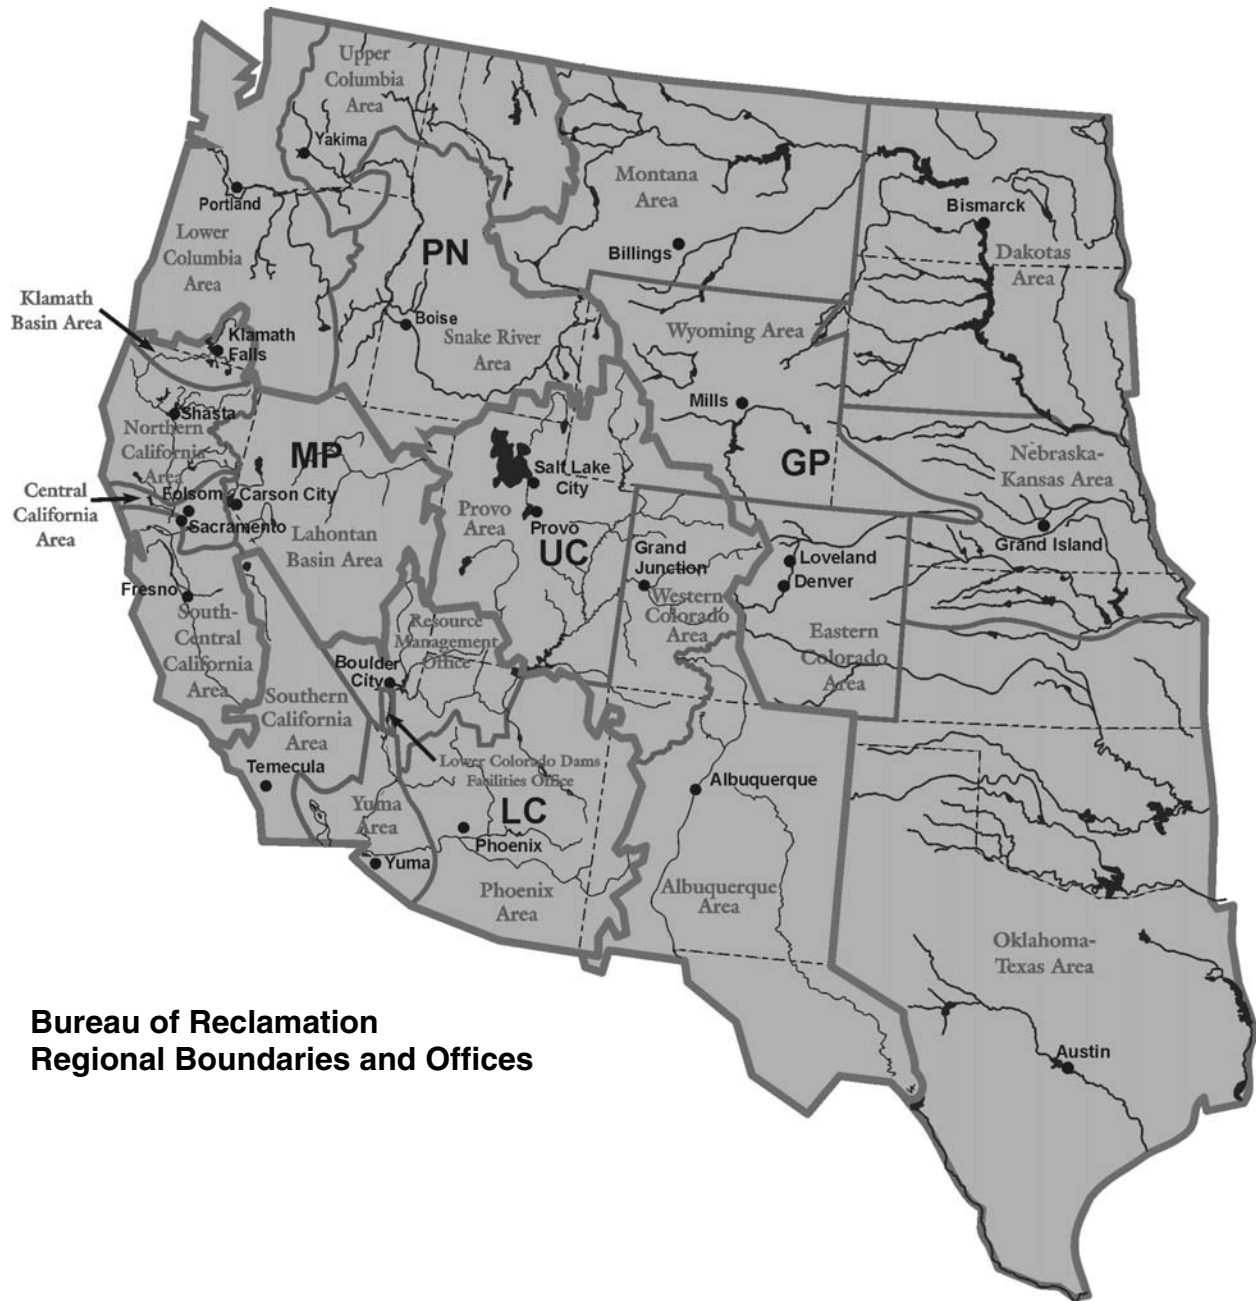 Upper
Columbia
Area
Yakima
Portland
Lower
Columbia
Area
PN
Montana
Area
Billings
Bismarck
Dakotas
Area
Klamath
Basin Area
Klamath
Falls
Boise
Snake River
Area
Wyoming Area
Mills
Shasta
Northern
California
Area
MP
GP
Nebraska-
Kansas Area
Central
California
Area
Folsom
Carson City
Sacramento
Lahontan
Basin Area
Salt Lake
City
Provo
Area
Provo
UC
Grand
Junction
Western
Colorado
Area
Loveland
Denver
Grand Island
Eastern
Colorado
Area
Fresno
South-
Central
California
Area
Resource
Management
Office
Boulder
City
Southern
California
Area
Lower Colorado Dams
Facilities Office
Temecula
Yuma
Area
LC
Phoenix
Yuma
Phoenix
Area
Albuquerque
Albuquerque
Area
Oklahoma-
Texas Area
Austin
Bureau of Reclamation
Regional Boundaries and Offices